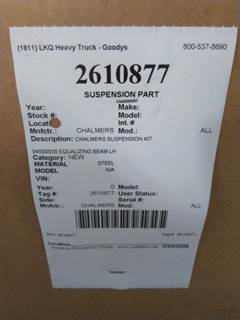 (1811) LKQ Heavy Truck - Goodys 800-537-8690
2610877
SUSPENSION PART
Year: Make:
Stock #: Model:
Location: Int. #
Mnfctr.: CHALMERS Mod.: ALL
Description: CHALMERS SUSPENSION KIT
04500030 EQUALIZING BEAM LH
Category: NEW
MATERIAL STEEL
MODEL N/A
VIN:
Year: 0 Model:
Tag #: 2610877 User Status:
Side: Serial #:
Mnfctr.: CHALMERS Mod: ALL
Location: